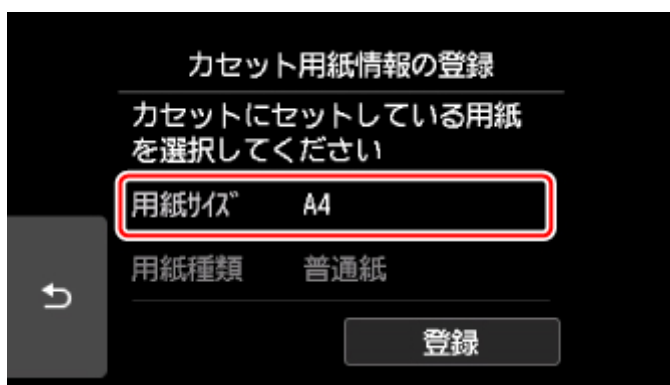 カセット用紙情報の登録
カセットにセットしている用紙
を選択してください
用紙ｻｲｽﾞ A4
用紙種類 普通紙
登録